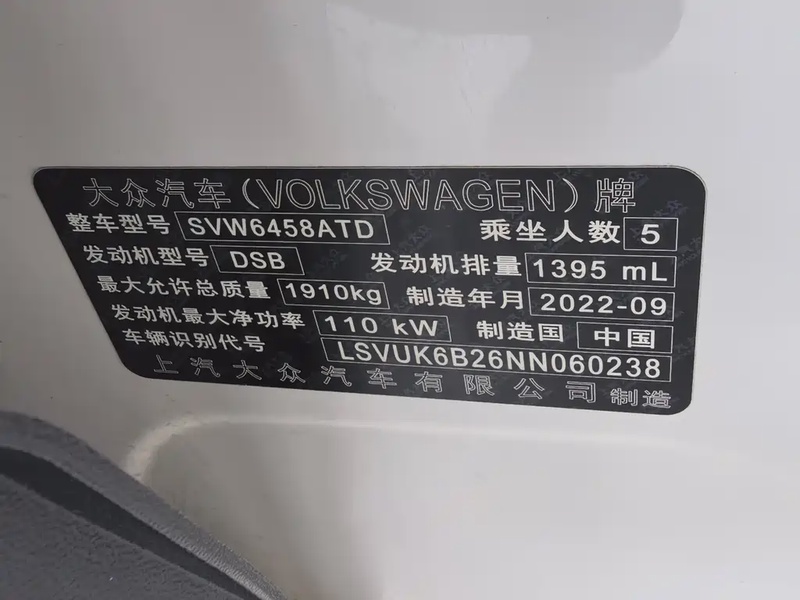 大众汽车(VOLKSWAGEN)牌
整车型号 SVW6458ATD 乘坐人数 5
发动机型号 DSB 发动机排量 1395 mL
最大允许总质量 1910kg 制造年月 2022-09
发动机最大净功率 110 kW 制造国 中国
车辆识别代号 LSVUK6B26NN060238
上汽大众汽车有限公司 制造